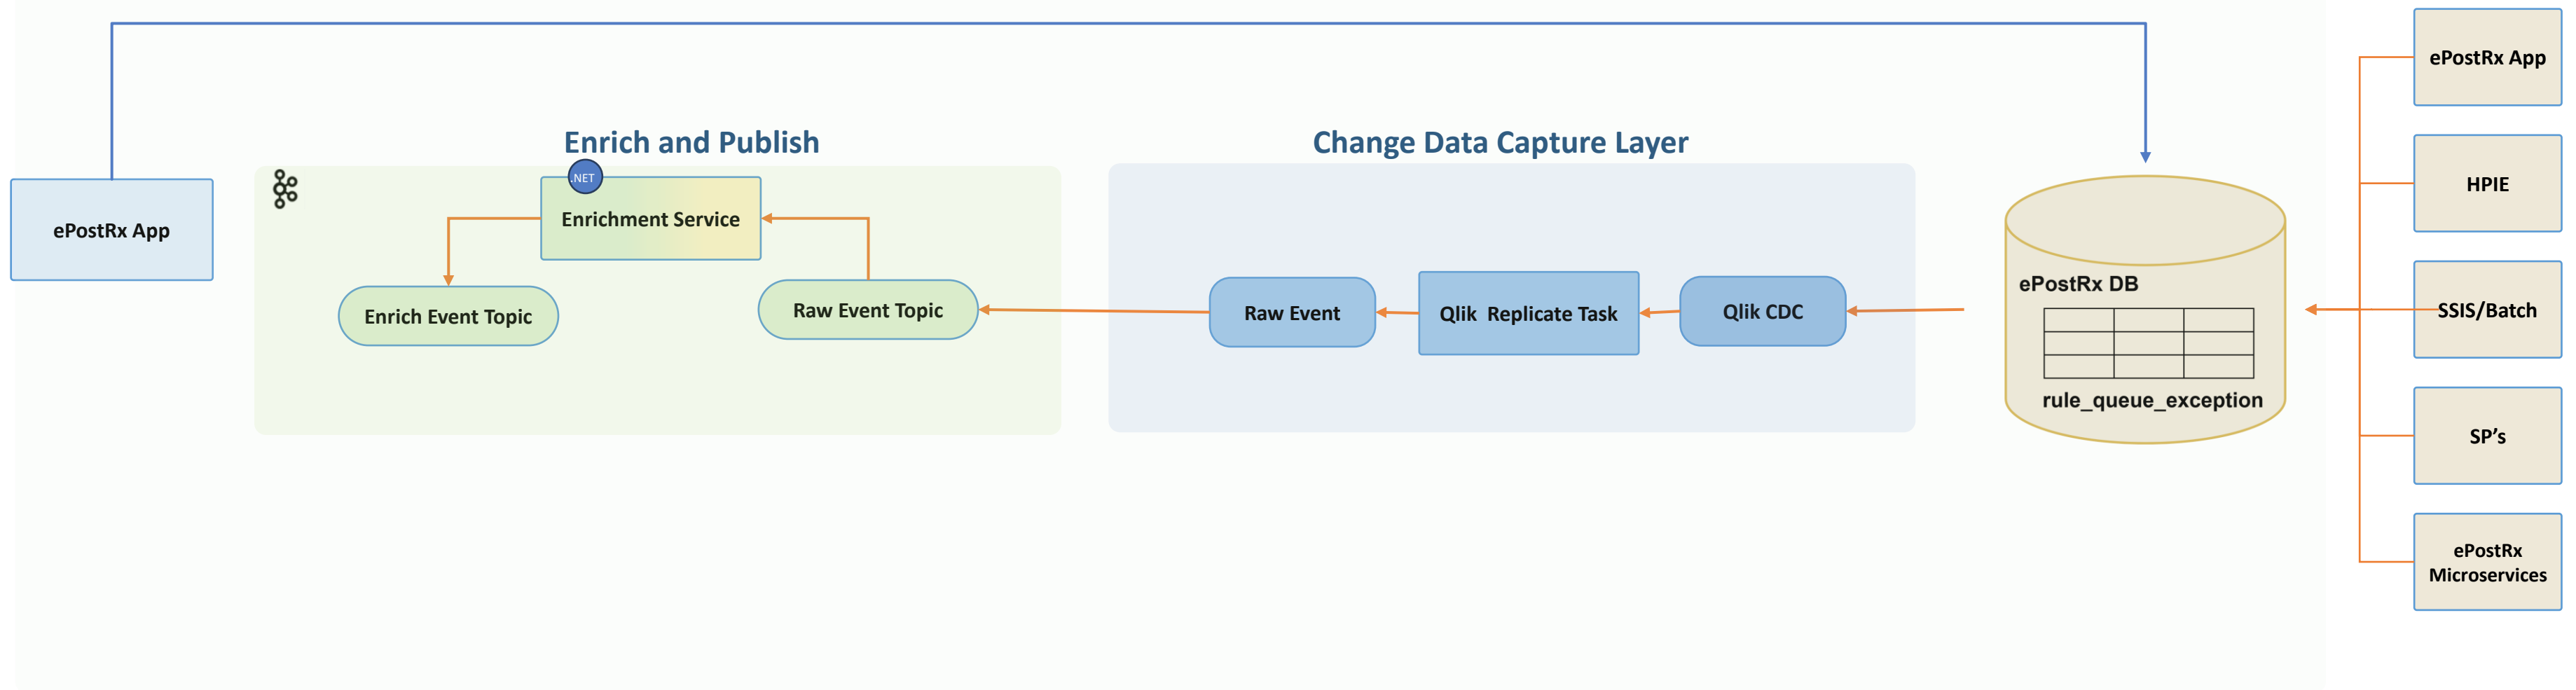 Enrich and Publish
Change Data Capture Layer
ePostRx App
.NET
Enrichment Service
Enrich Event Topic
Raw Event Topic
Raw Event
Qlik  Replicate Task
Qlik CDC
ePostRx DB
rule_queue_exception
ePostRx App
HPIE
SSIS/Batch
SP’s
ePostRx
Microservices